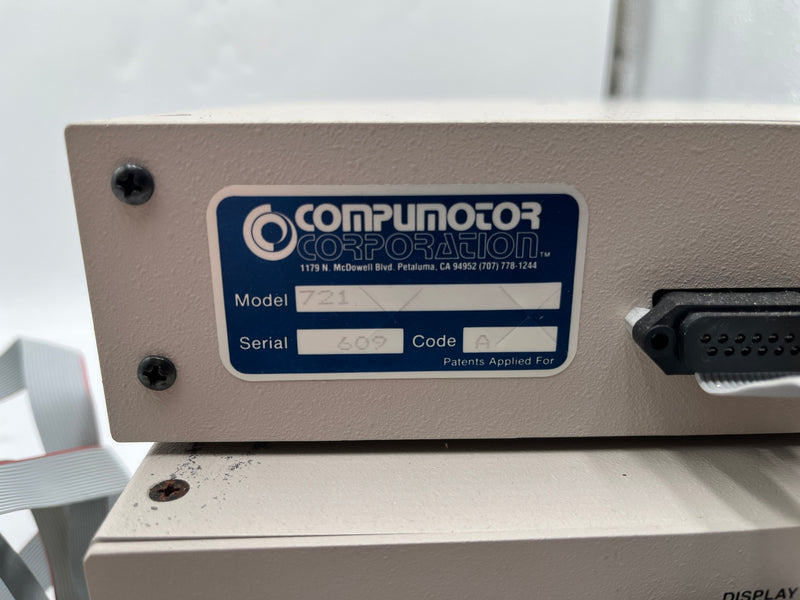 COMPUMOTOR
CORPORATION™
1179 N. McDowell Blvd. Petaluma, CA 94952 (707) 778-1244
Model 721
Serial 609 Code A
Patents Applied For
DISPLAY